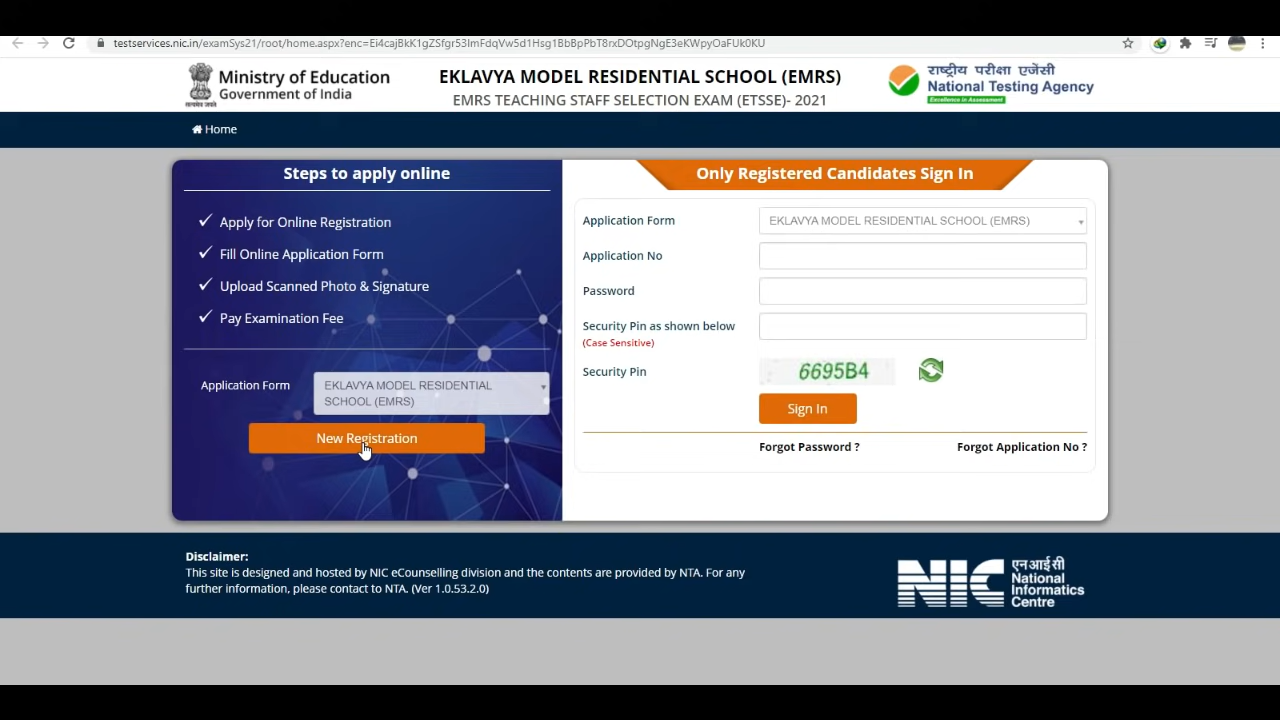 testservices.nic.in/examSys21/root/home.aspx?enc=Ei4cajBkK1gZSfgr53ImFdqVw5d1Hsg1BbBpPbT8rxDOtpgNgE3eKWpyOaFUk0KU
Ministry of Education
Government of India
सत्यमेव जयते
EKLAVYA MODEL RESIDENTIAL SCHOOL (EMRS)
EMRS TEACHING STAFF SELECTION EXAM (ETSSE)- 2021
राष्ट्रीय परीक्षा एजेंसी
National Testing Agency
Excellence in Assessment
Home
Steps to apply online
Apply for Online Registration
Fill Online Application Form
Upload Scanned Photo & Signature
Pay Examination Fee
Application Form
EKLAVYA MODEL RESIDENTIAL
SCHOOL (EMRS)
New Registration
Only Registered Candidates Sign In
Application Form
EKLAVYA MODEL RESIDENTIAL SCHOOL (EMRS)
Application No
Password
Security Pin as shown below
(Case Sensitive)
Security Pin
6695B4
Sign In
Forgot Password ?
Forgot Application No ?
Disclaimer:
This site is designed and hosted by NIC eCounselling division and the contents are provided by NTA. For any
further information, please contact to NTA. (Ver 1.0.53.2.0)
NIC
एन आई सी
National
Informatics
Centre